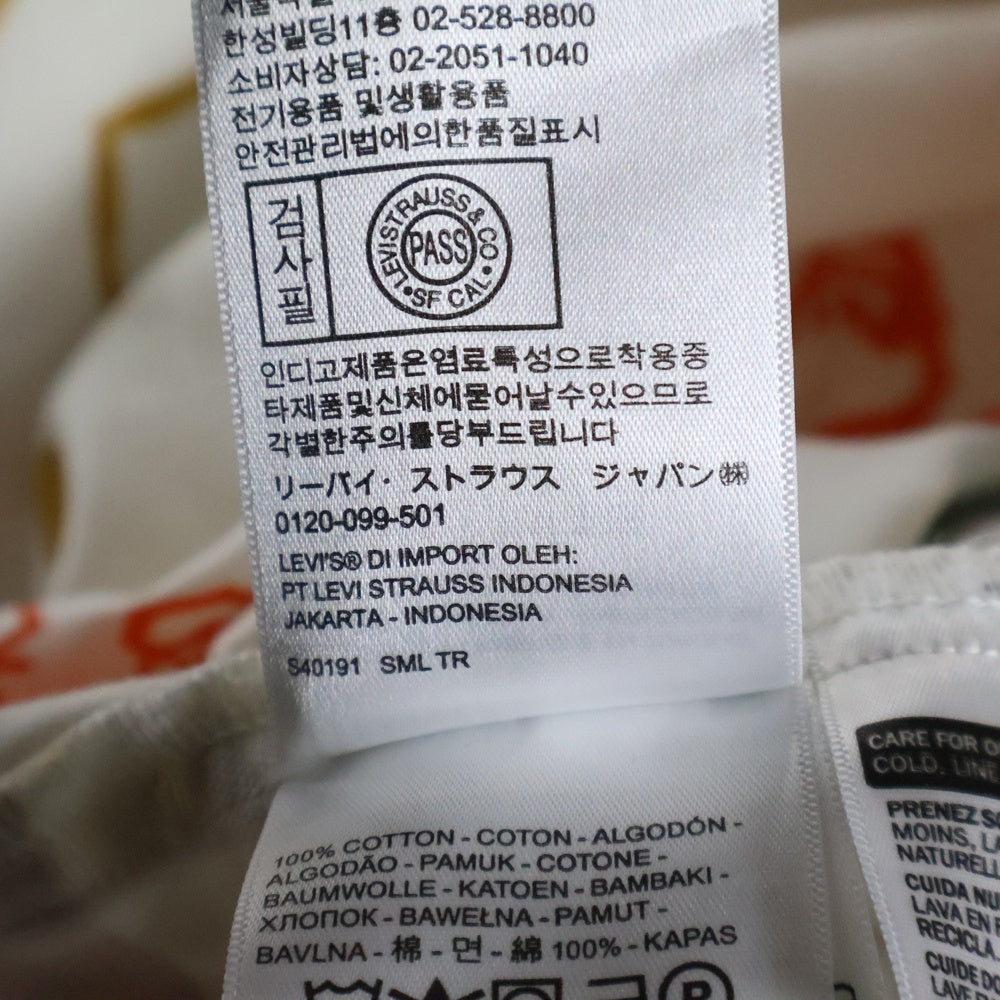 한성빌딩11층 02-528-8800
소비자상담: 02-2051-1040
전기용품 및생활용품
안전관리법에의한품질표시
검사필
LEVI STRAUSS & CO
PASS
SF CAL
인디고제품은염료특성으로착용중
타제품및신체에묻어날수있으므로
각별한주의를당부드립니다
リーバイ・ストラウス ジャパン㈱
0120-099-501
LEVI'S® DI IMPORT OLEH:
PT LEVI STRAUSS INDONESIA
JAKARTA - INDONESIA
S40191 SML TR
100% COTTON - COTON - ALGODÓN -
ALGODÃO - PAMUK - COTONE -
BAUMWOLLE - KATOEN - BAMBAKI -
ХЛОПОК - BAWEŁNA - PAMUT -
BAVLNA - 棉 - 면 - 綿 100% - KAPAS
P
CARE FOR
COLD, LINE
PRENEZ
MOINS,
CUIDA
LAVA EN
RECICLA
CUIDE